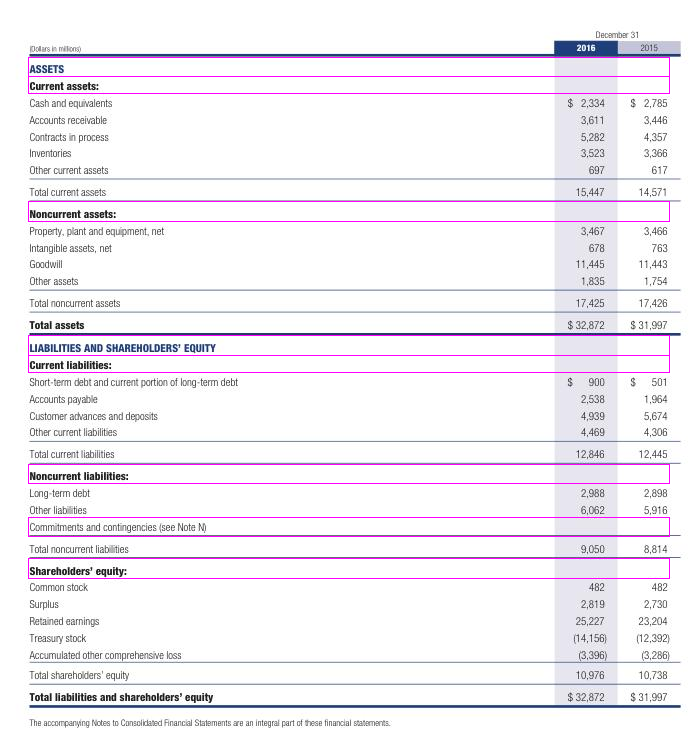 December 31
(Dollars in millions) 2016 2015
ASSETS
Current assets:
Cash and equivalents $ 2,334 $ 2,785
Accounts receivable 3,611 3,446
Contracts in process 5,282 4,357
Inventories 3,523 3,366
Other current assets 697 617
Total current assets 15,447 14,571
Noncurrent assets:
Property, plant and equipment, net 3,467 3,466
Intangible assets, net 678 763
Goodwill 11,445 11,443
Other assets 1,835 1,754
Total noncurrent assets 17,425 17,426
Total assets $ 32,872 $ 31,997
LIABILITIES AND SHAREHOLDERS' EQUITY
Current liabilities:
Short-term debt and current portion of long-term debt $ 900 $ 501
Accounts payable 2,538 1,964
Customer advances and deposits 4,939 5,674
Other current liabilities 4,469 4,306
Total current liabilities 12,846 12,445
Noncurrent liabilities:
Long-term debt 2,988 2,898
Other liabilities 6,062 5,916
Commitments and contingencies (see Note N)
Total noncurrent liabilities 9,050 8,814
Shareholders' equity:
Common stock 482 482
Surplus 2,819 2,730
Retained earnings 25,227 23,204
Treasury stock (14,156) (12,392)
Accumulated other comprehensive loss (3,396) (3,286)
Total shareholders' equity 10,976 10,738
Total liabilities and shareholders' equity $ 32,872 $ 31,997
The accompanying Notes to Consolidated Financial Statements are an integral part of these financial statements.